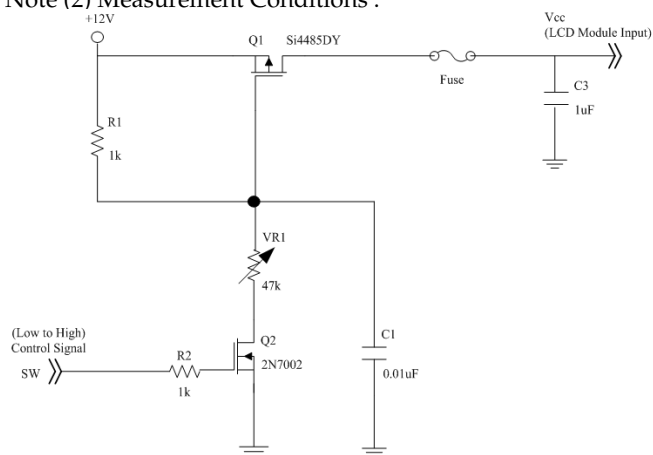 Note (2) Measurement Conditions :
+12V
Q1
Si4485DY
Vcc
(LCD Module Input)
Fuse
C3
1uF
R1
1k
VR1
47k
(Low to High)
Control Signal
SW
R2
1k
Q2
2N7002
C1
0.01uF